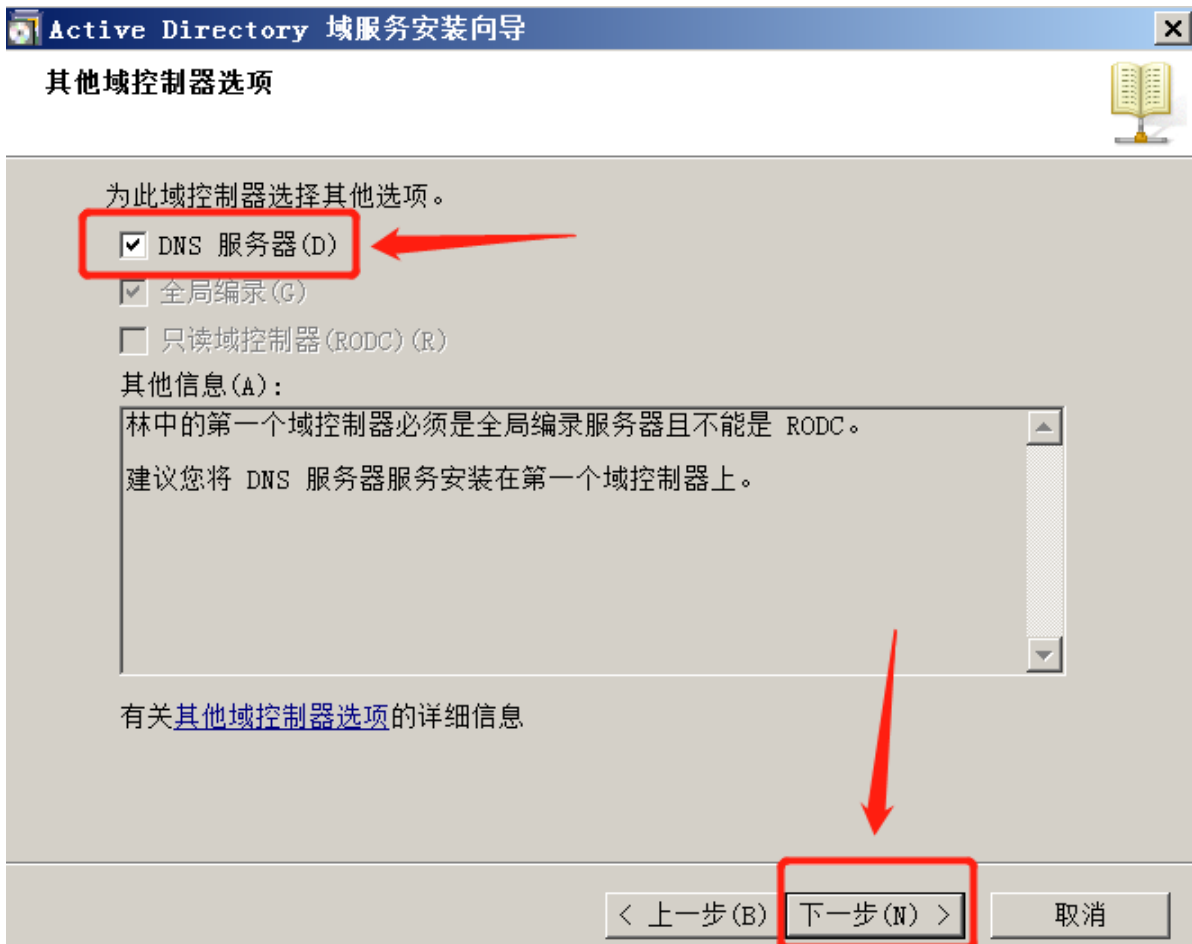 Active Directory 域服务安装向导
其他域控制器选项
为此域控制器选择其他选项。
DNS 服务器(D)
全局编录(G)
只读域控制器(RODC)(R)
其他信息(A):
林中的第一个域控制器必须是全局编录服务器且不能是 RODC。
建议您将 DNS 服务器服务安装在第一个域控制器上。
有关其他域控制器选项的详细信息
< 上一步(B) 下一步(N) > 取消